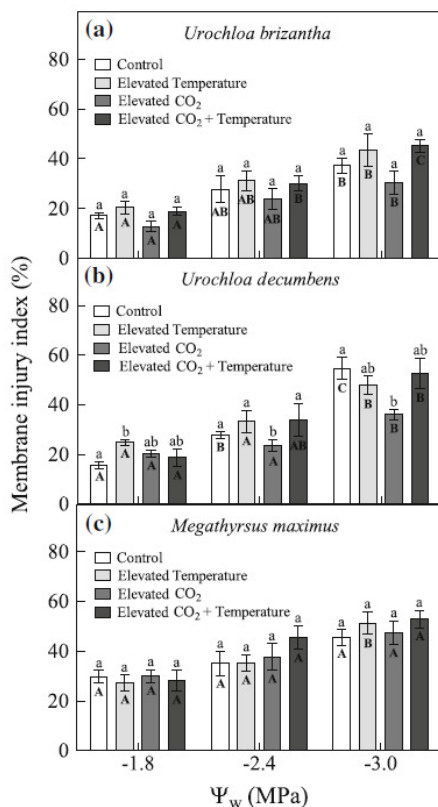 Membrane injury index (%)
(a) Urochloa brizantha
Control
Elevated Temperature
Elevated CO₂
Elevated CO₂ + Temperature
80
60
40
20
0
a a a a a a a a a a a a
A A A A AB AB AB B B B B C
(b) Urochloa decumbens
Control
Elevated Temperature
Elevated CO₂
Elevated CO₂ + Temperature
80
60
40
20
0
a b ab ab a a b a a ab b ab
A A A A B A A AB C B B B
(c) Megathyrsus maximus
Control
Elevated Temperature
Elevated CO₂
Elevated CO₂ + Temperature
80
60
40
20
0
a a a a a a a a a a a a
A A A A A A A A A B A A
-1.8 -2.4 -3.0
Ψw (MPa)